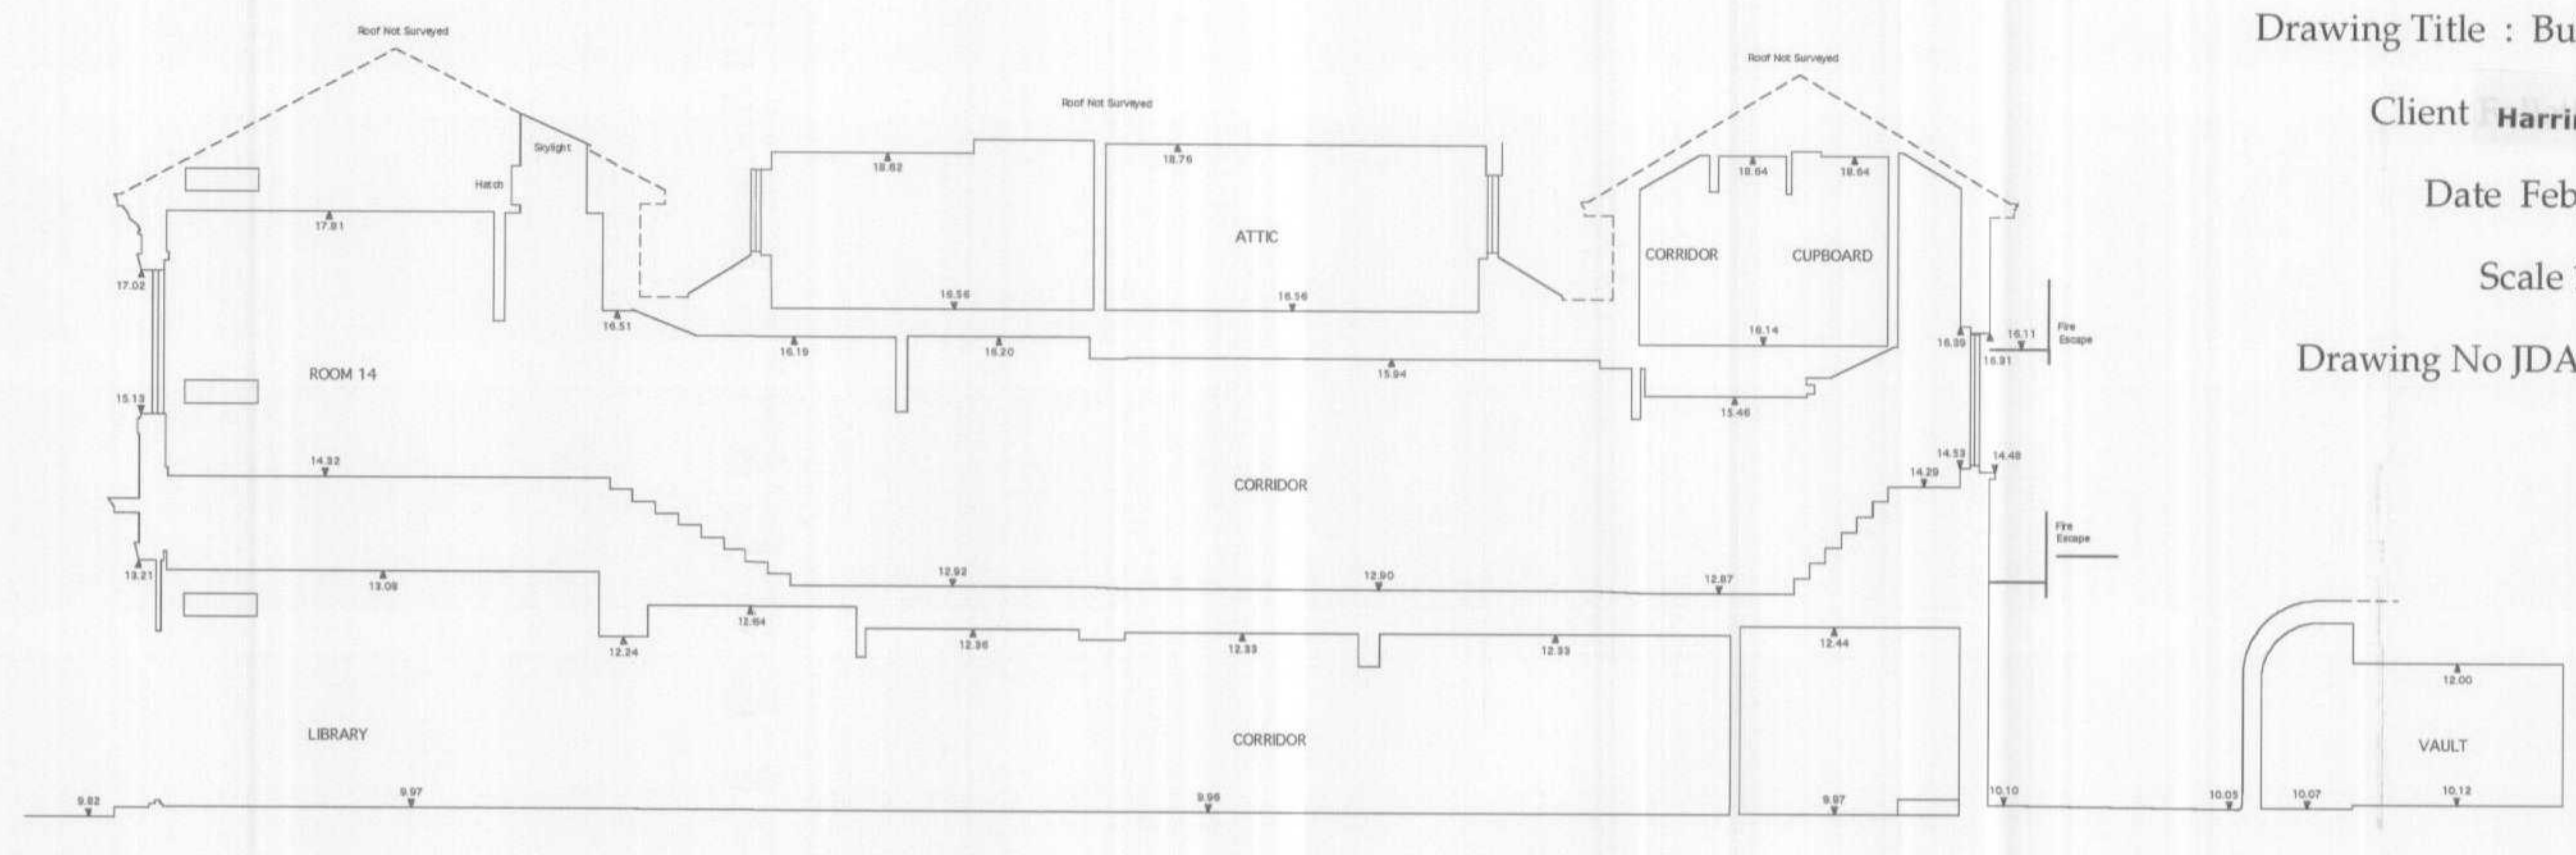 Roof Not Surveyed
Drawing Title : Bu
Roof Not Surveyed
Roof Not Surveyed
Client Harri
Skylight
Hatch
18.62
18.76
18.64
18.64
Date Feb
17.81
ATTIC
CORRIDOR
CUPBOARD
17.02
Scale
16.56
16.56
16.51
16.14
16.11
Fire
Escape
16.19
16.20
15.94
16.39
16.31
Drawing No JDA
ROOM 14
15.13
15.46
14.32
CORRIDOR
14.29
14.53
14.48
Fire
Escape
13.21
13.08
12.92
12.90
12.87
12.64
12.24
12.36
12.33
12.33
12.44
12.00
LIBRARY
CORRIDOR
VAULT
9.82
9.97
9.96
9.97
10.10
10.05
10.07
10.12